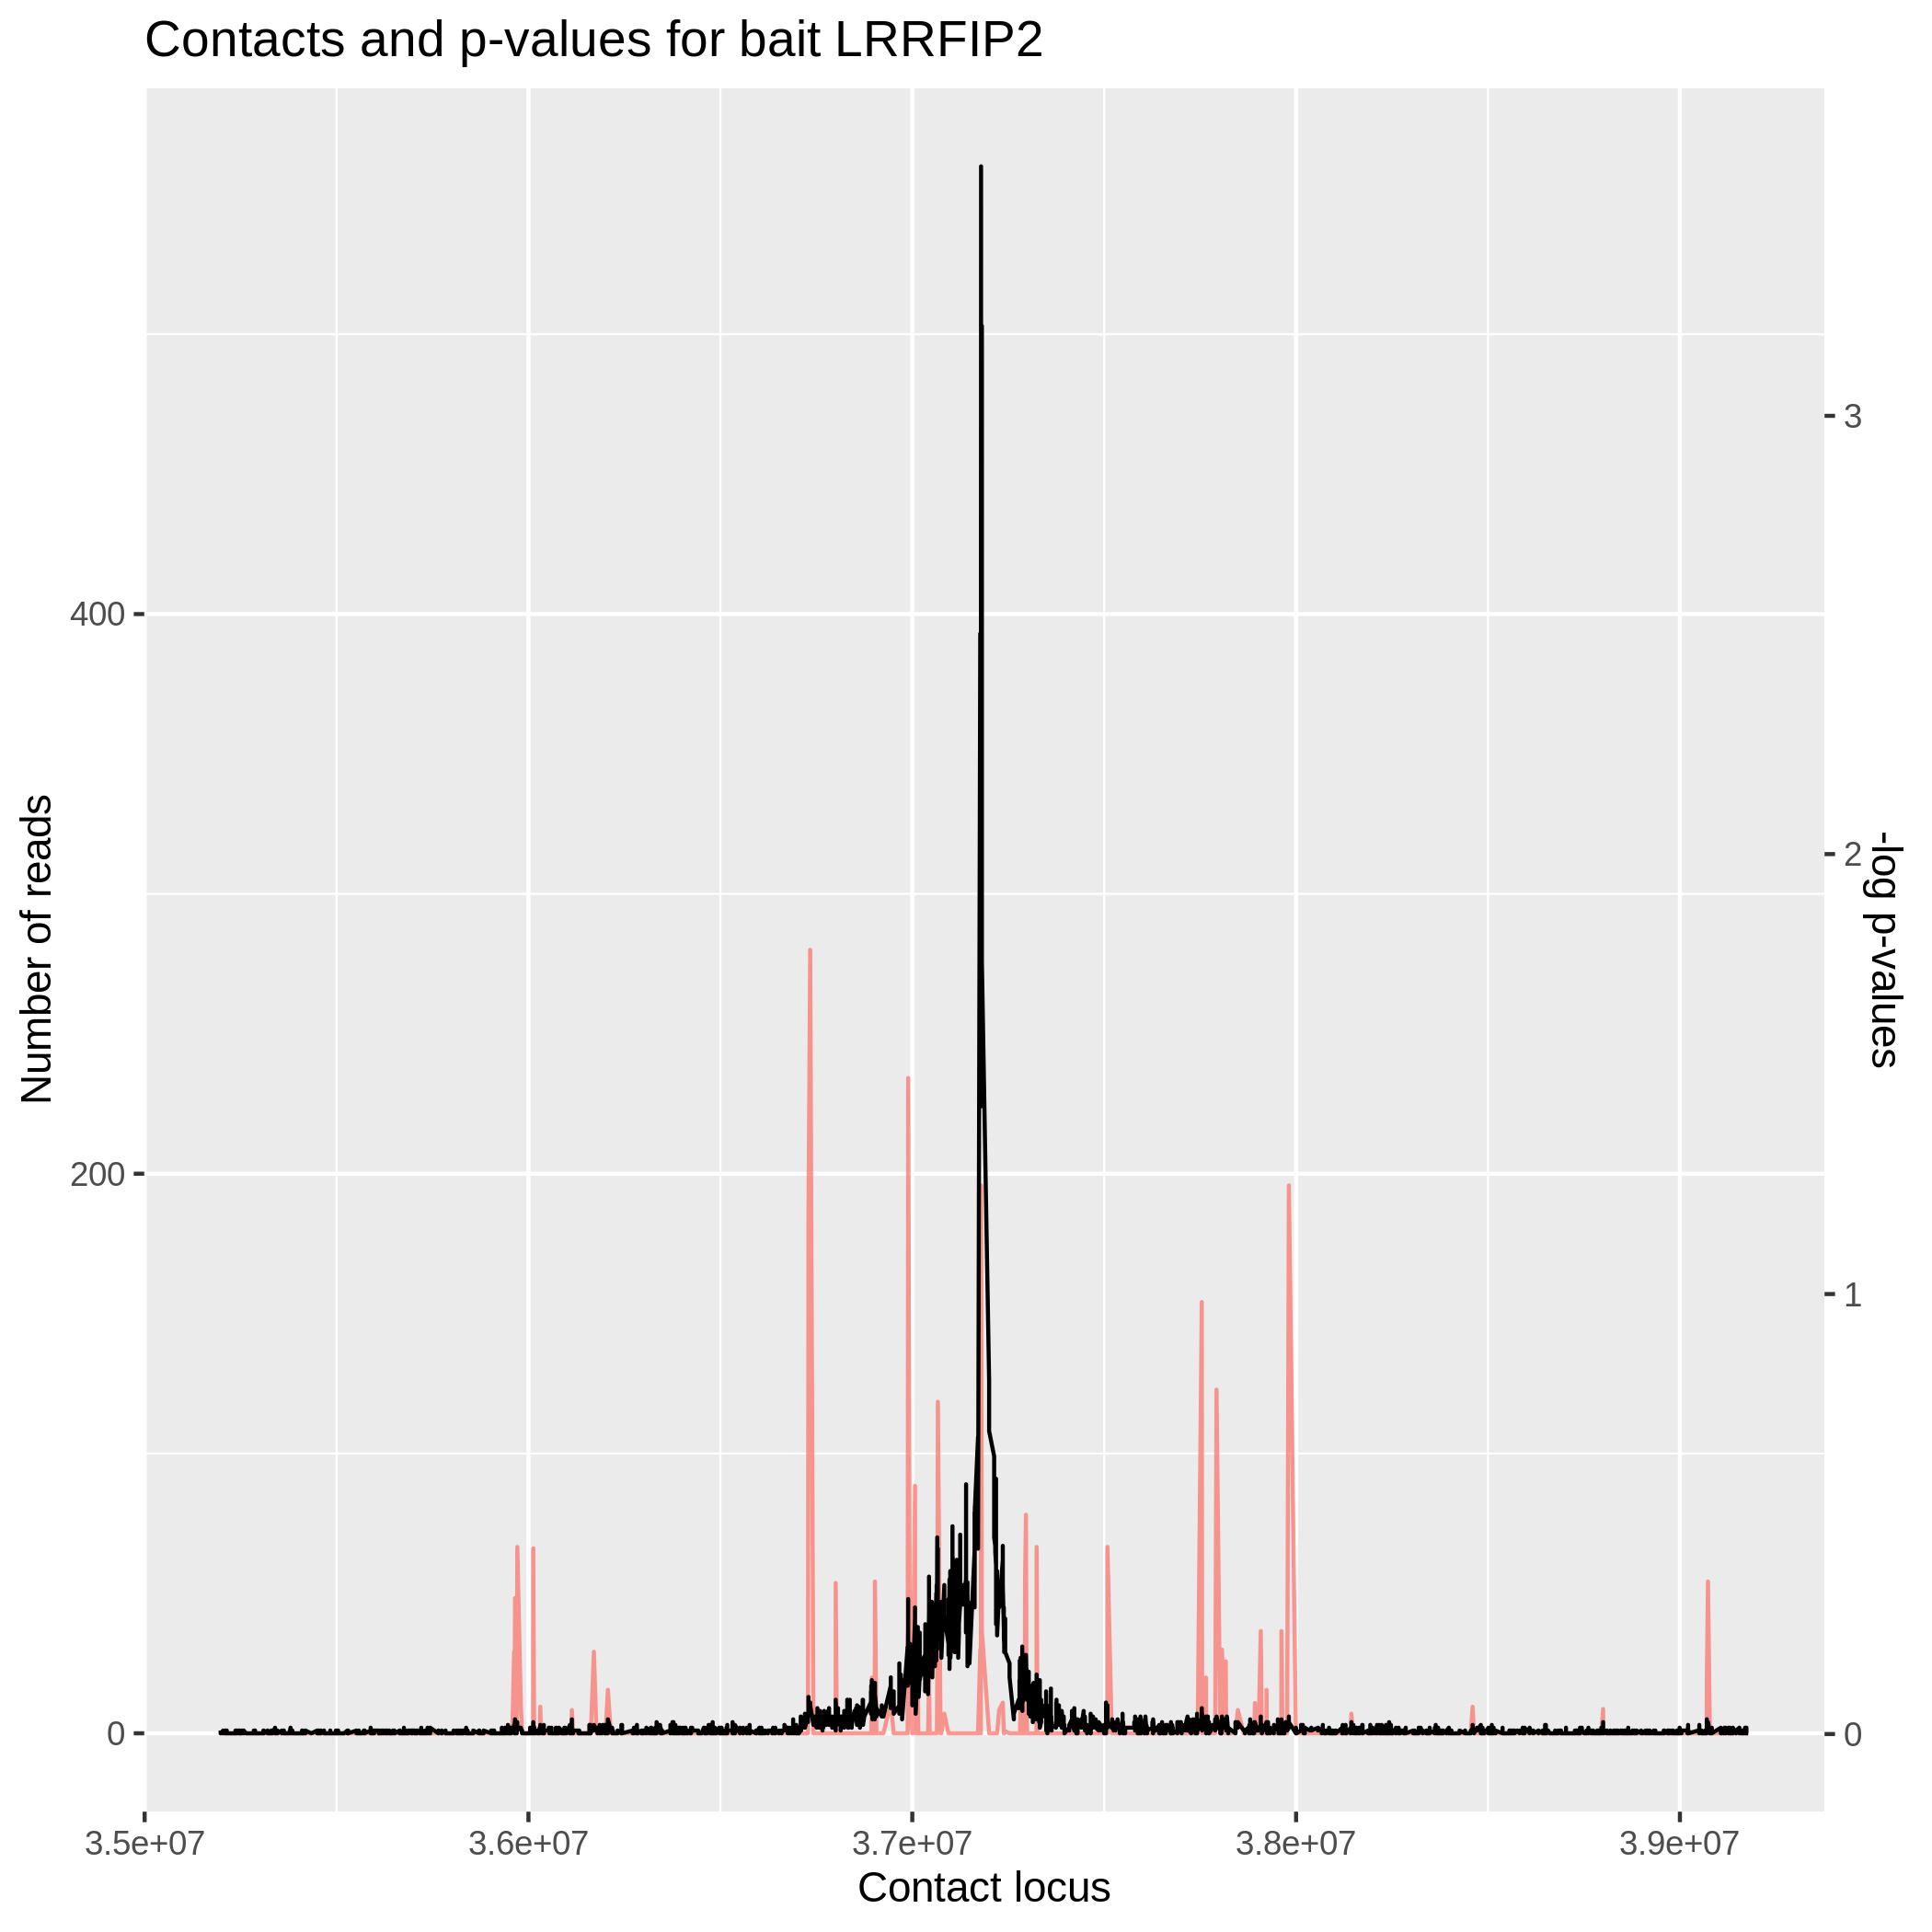 Contacts and p-values for bait LRRFIP2
Number of reads
400
200
0
3
2
1
0
-log p-values
3.5e+07
3.6e+07
3.7e+07
3.8e+07
3.9e+07
Contact locus